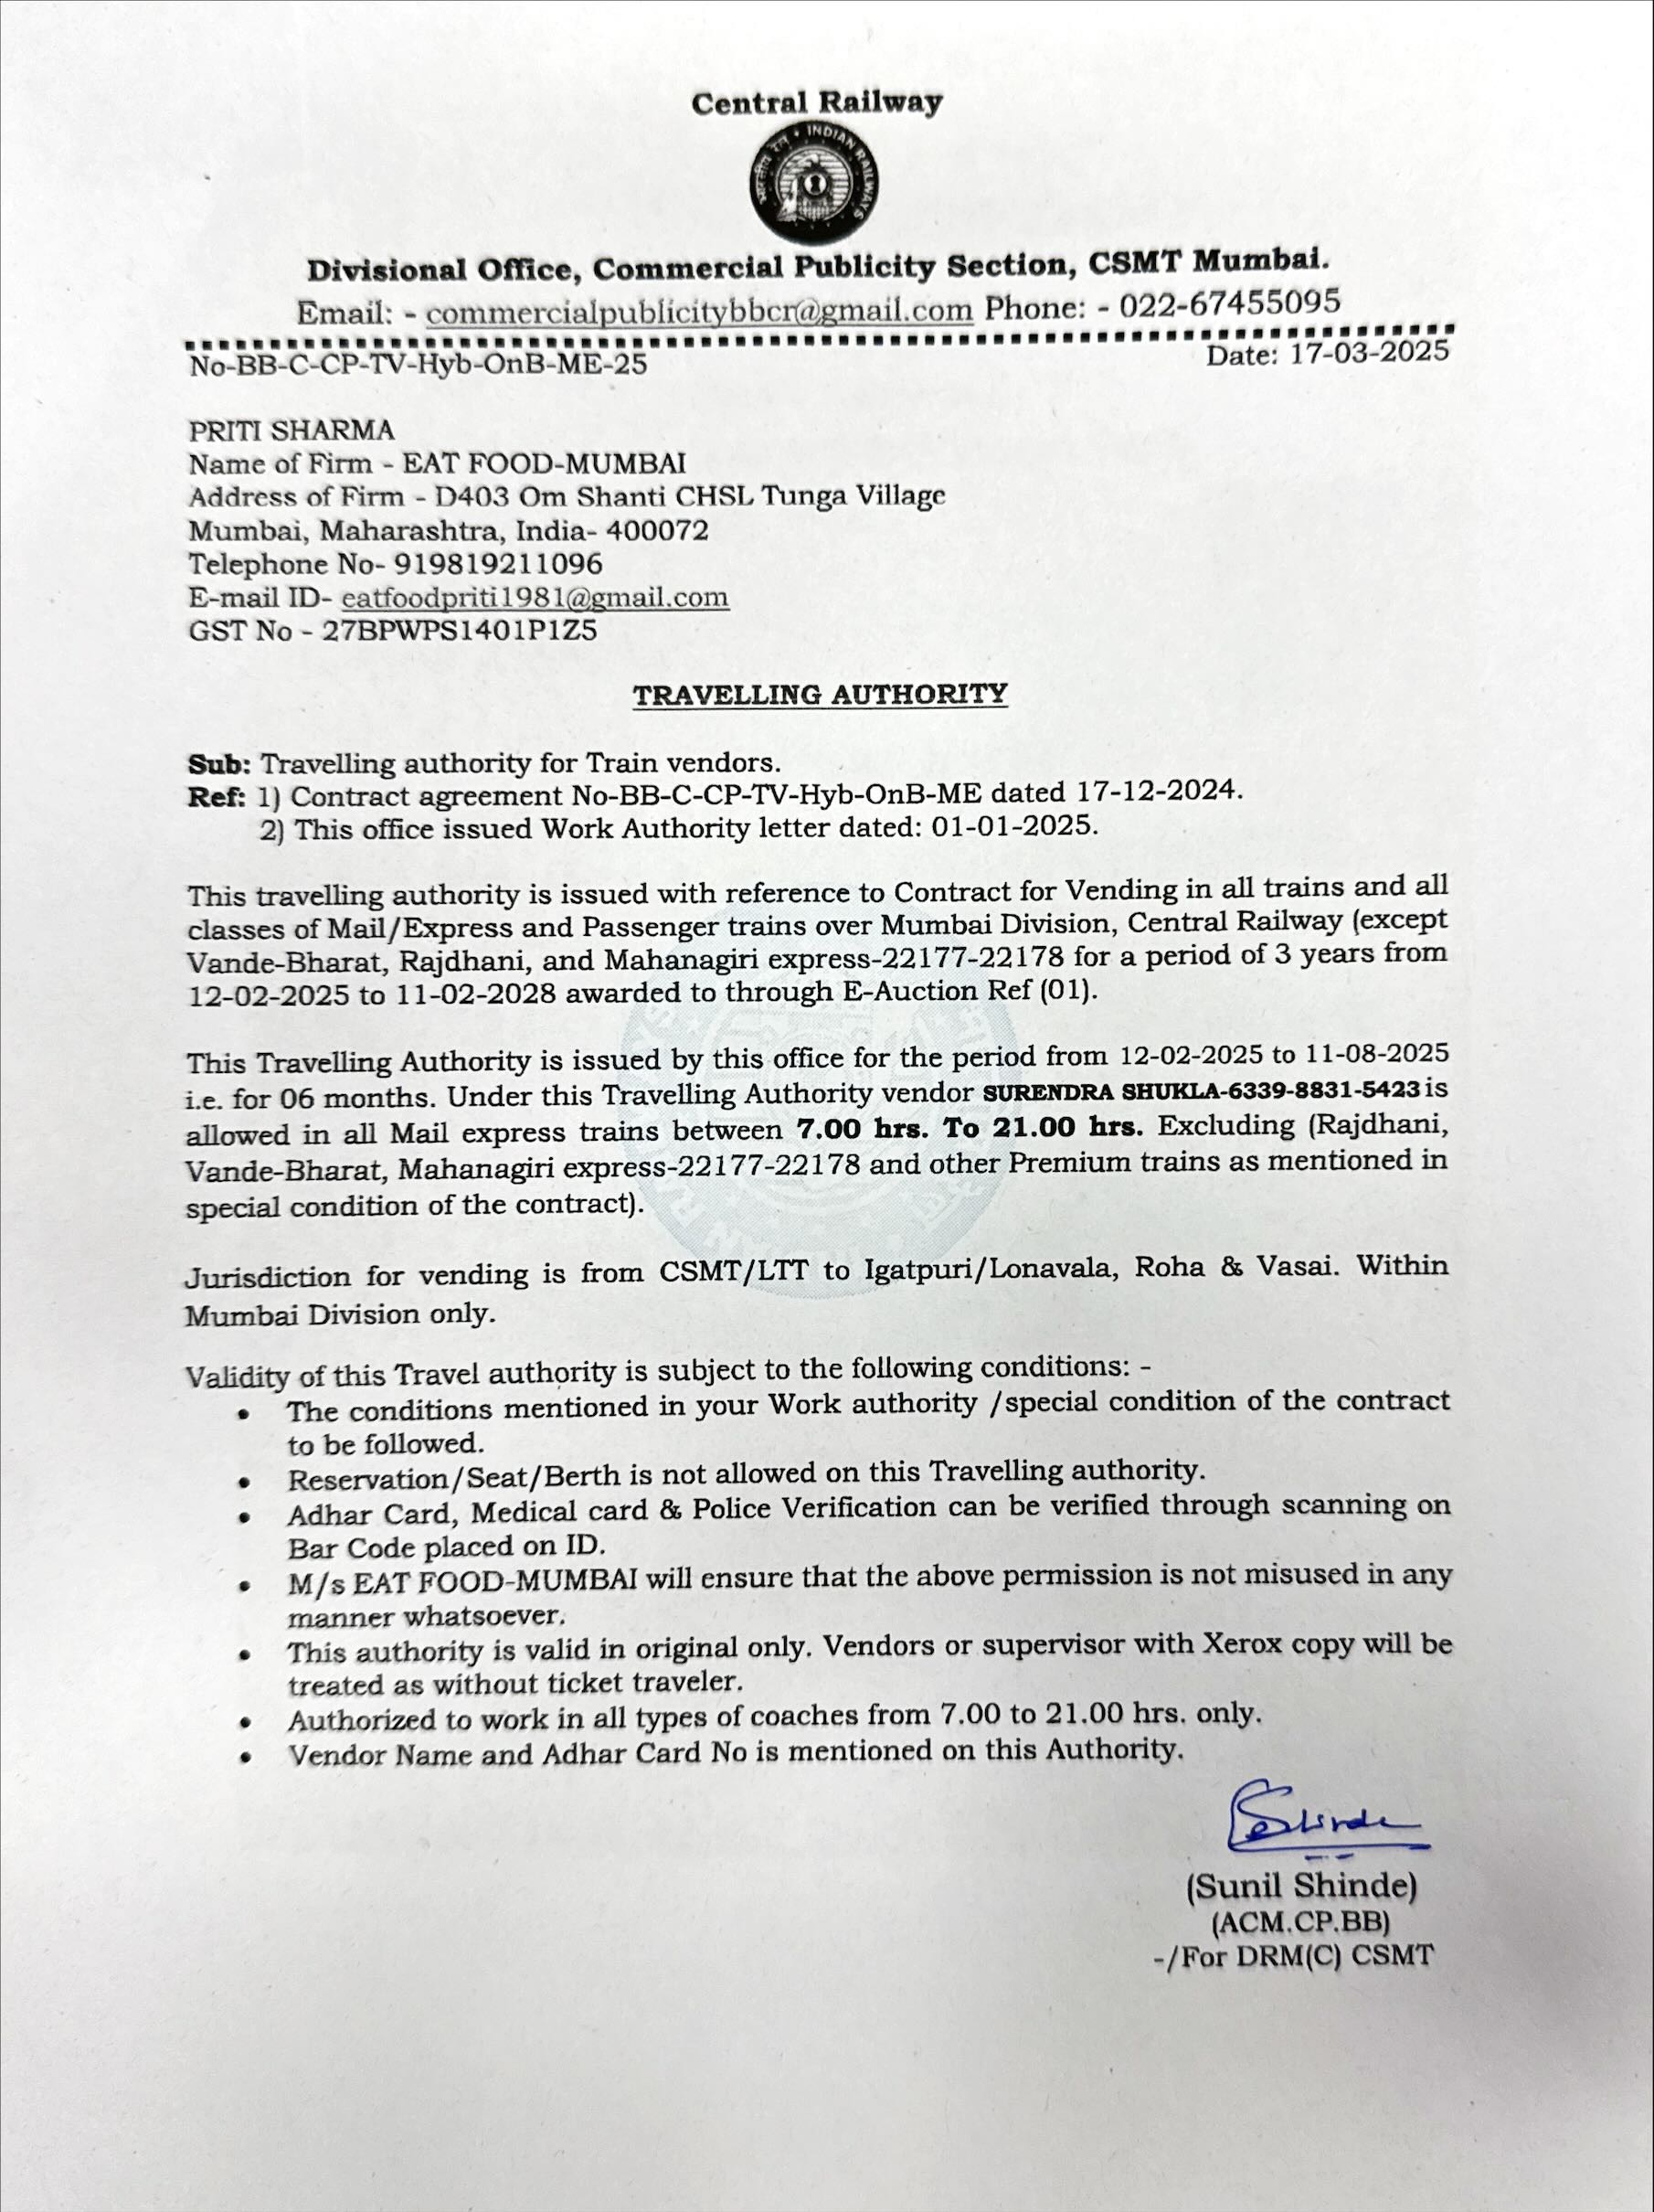 Central Railway
भारतीय रेल • INDIAN RAILWAYS
Divisional Office, Commercial Publicity Section, CSMT Mumbai.
Email: - commercialpublicitybbcr@gmail.com Phone: - 022-67455095
No-BB-C-CP-TV-Hyb-OnB-ME-25 Date: 17-03-2025
PRITI SHARMA
Name of Firm - EAT FOOD-MUMBAI
Address of Firm - D403 Om Shanti CHSL Tunga Village
Mumbai, Maharashtra, India- 400072
Telephone No- 919819211096
E-mail ID- eatfoodpriti1981@gmail.com
GST No - 27BPWPS1401P1Z5
TRAVELLING AUTHORITY
Sub: Travelling authority for Train vendors.
Ref: 1) Contract agreement No-BB-C-CP-TV-Hyb-OnB-ME dated 17-12-2024.
2) This office issued Work Authority letter dated: 01-01-2025.
This travelling authority is issued with reference to Contract for Vending in all trains and all
classes of Mail/Express and Passenger trains over Mumbai Division, Central Railway (except
Vande-Bharat, Rajdhani, and Mahanagiri express-22177-22178 for a period of 3 years from
12-02-2025 to 11-02-2028 awarded to through E-Auction Ref (01).
This Travelling Authority is issued by this office for the period from 12-02-2025 to 11-08-2025
i.e. for 06 months. Under this Travelling Authority vendor SURENDRA SHUKLA-6339-8831-5423 is
allowed in all Mail express trains between 7.00 hrs. To 21.00 hrs. Excluding (Rajdhani,
Vande-Bharat, Mahanagiri express-22177-22178 and other Premium trains as mentioned in
special condition of the contract).
Jurisdiction for vending is from CSMT/LTT to Igatpuri/Lonavala, Roha & Vasai. Within
Mumbai Division only.
Validity of this Travel authority is subject to the following conditions: -
• The conditions mentioned in your Work authority /special condition of the contract
to be followed.
• Reservation/Seat/Berth is not allowed on this Travelling authority.
• Adhar Card, Medical card & Police Verification can be verified through scanning on
Bar Code placed on ID.
• M/s EAT FOOD-MUMBAI will ensure that the above permission is not misused in any
manner whatsoever.
• This authority is valid in original only. Vendors or supervisor with Xerox copy will be
treated as without ticket traveler.
• Authorized to work in all types of coaches from 7.00 to 21.00 hrs. only.
• Vendor Name and Adhar Card No is mentioned on this Authority.
Shinde
(Sunil Shinde)
(ACM.CP.BB)
-/For DRM(C) CSMT